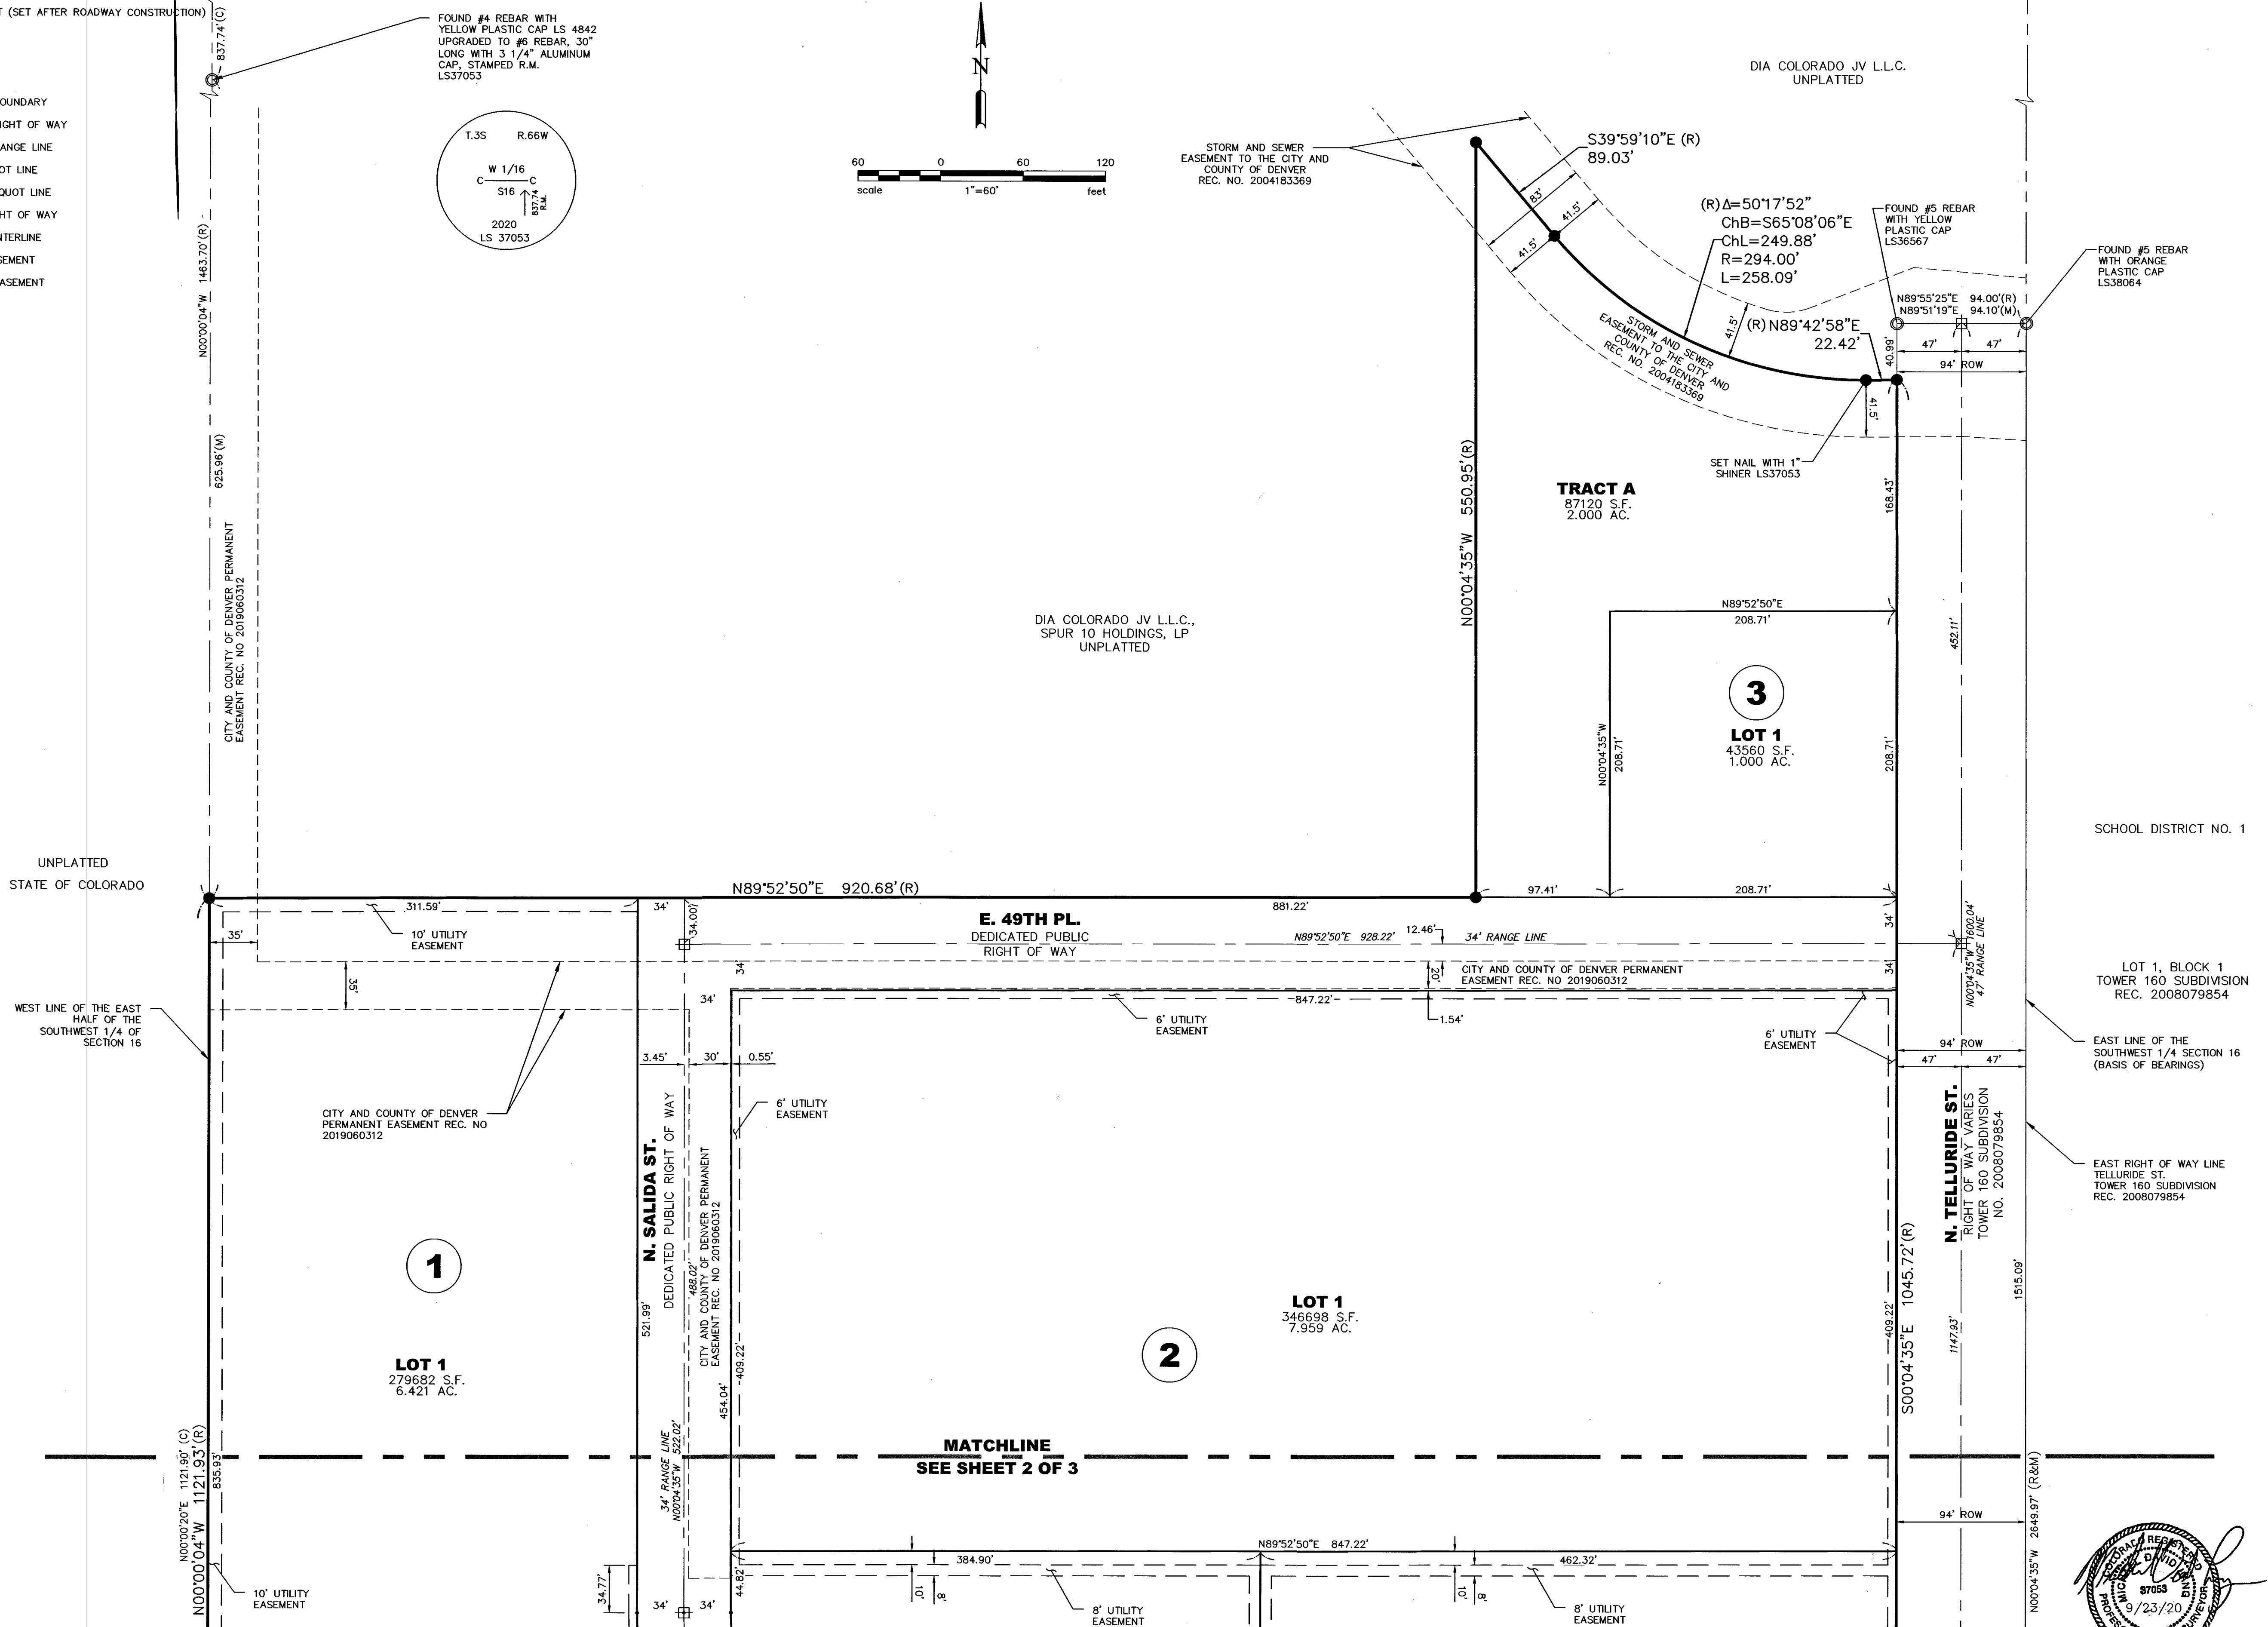 T (SET AFTER ROADWAY CONSTRUCTION)
OUNDARY
IGHT OF WAY
ANGE LINE
OT LINE
QUOT LINE
HT OF WAY
NTERLINE
SEMENT
ASEMENT
837.74'(C)
FOUND #4 REBAR WITH
YELLOW PLASTIC CAP LS 4842
UPGRADED TO #6 REBAR, 30"
LONG WITH 3 1/4" ALUMINUM
CAP, STAMPED R.M.
LS37053
T.3S R.66W
W 1/16
C C
S16
837.74
R.M.
2020
LS 37053
N
60 0 60 120
scale 1"=60' feet
DIA COLORADO JV L.L.C.
UNPLATTED
STORM AND SEWER
EASEMENT TO THE CITY AND
COUNTY OF DENVER
REC. NO. 2004183369
S39°59'10"E (R)
89.03'
83'
41.5'
41.5'
(R) Δ=50°17'52"
ChB=S65°08'06"E
ChL=249.88'
R=294.00'
L=258.09'
41.5'
(R) N89°42'58"E
22.42'
FOUND #5 REBAR
WITH YELLOW
PLASTIC CAP
LS36567
FOUND #5 REBAR
WITH ORANGE
PLASTIC CAP
LS38064
N89°55'25"E 94.00'(R)
N89°51'19"E 94.10'(M)
40.99'
47' 47'
94' ROW
STORM AND SEWER
EASEMENT TO THE CITY AND
COUNTY OF DENVER
REC. NO. 2004183369
41.5'
SET NAIL WITH 1"
SHINER LS37053
N00°00'04"W 1463.70'(R)
625.96'(M)
CITY AND COUNTY OF DENVER PERMANENT
EASEMENT REC. NO 2019060312
N00°04'35"W 550.95'(R)
TRACT A
87120 S.F.
2.000 AC.
168.43'
452.11'
DIA COLORADO JV L.L.C.,
SPUR 10 HOLDINGS, LP
UNPLATTED
N89°52'50"E
208.71'
3
LOT 1
43560 S.F.
1.000 AC.
N00°04'35"W
208.71'
208.71'
SCHOOL DISTRICT NO. 1
UNPLATTED
STATE OF COLORADO
N89°52'50"E 920.68'(R)
97.41' 208.71'
311.59' 34' 881.22'
10' UTILITY
EASEMENT
35'
35'
34.00'
E. 49TH PL.
DEDICATED PUBLIC
RIGHT OF WAY
N89°52'50"E 928.22' 12.46' 34' RANGE LINE
34'
34'
34'
20'
CITY AND COUNTY OF DENVER PERMANENT
EASEMENT REC. NO 2019060312
N00°04'35"W 1600.04'
47' RANGE LINE
LOT 1, BLOCK 1
TOWER 160 SUBDIVISION
REC. 2008079854
WEST LINE OF THE EAST
HALF OF THE
SOUTHWEST 1/4 OF
SECTION 16
34'
847.22'
6' UTILITY
EASEMENT
1.54'
6' UTILITY
EASEMENT
94' ROW
47' 47'
EAST LINE OF THE
SOUTHWEST 1/4 SECTION 16
(BASIS OF BEARINGS)
3.45' 30' 0.55'
6' UTILITY
EASEMENT
CITY AND COUNTY OF DENVER
PERMANENT EASEMENT REC. NO
2019060312
N. SALIDA ST.
DEDICATED PUBLIC RIGHT OF WAY
488.02'
CITY AND COUNTY OF DENVER PERMANENT
EASEMENT REC. NO 2019060312
N. TELLURIDE ST.
RIGHT OF WAY VARIES
TOWER 160 SUBDIVISION
NO. 2008079854
EAST RIGHT OF WAY LINE
TELLURIDE ST.
TOWER 160 SUBDIVISION
REC. 2008079854
1
LOT 1
279682 S.F.
6.421 AC.
521.99'
409.22'
454.04'
LOT 1
346698 S.F.
7.959 AC.
2
409.22'
S00°04'35"E 1045.72'(R)
1147.93'
1515.09'
MATCHLINE
SEE SHEET 2 OF 3
N00°00'20"E 1121.90' (C)
N00°00'04"W 1121.93'(R)
835.93'
34' RANGE LINE
N00°04'35"W 522.02'
94' ROW
N00°04'35"W 2649.97' (R&M)
N89°52'50"E 847.22'
384.90' 462.32'
10' UTILITY
EASEMENT
34.77'
34' 34'
44.82'
10' 8'
8' UTILITY
EASEMENT
10' 8'
8' UTILITY
EASEMENT
COLORADO REGISTERED
DAVID
37053
9/23/20